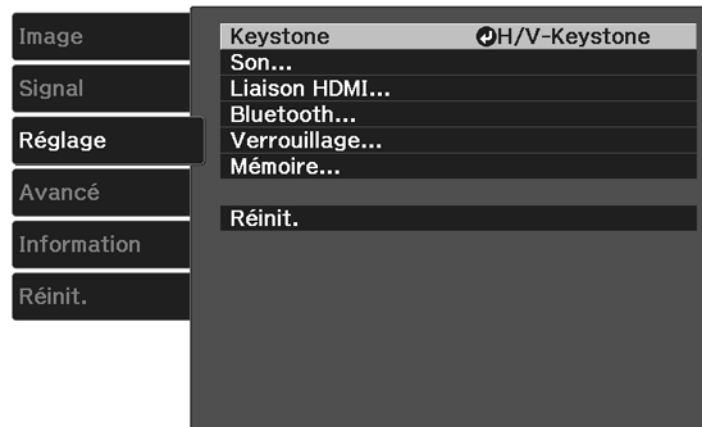 Image
Signal
Réglage
Avancé
Information
Réinit.
Keystone H/V-Keystone
Son...
Liaison HDMI...
Bluetooth...
Verrouillage...
Mémoire...
Réinit.